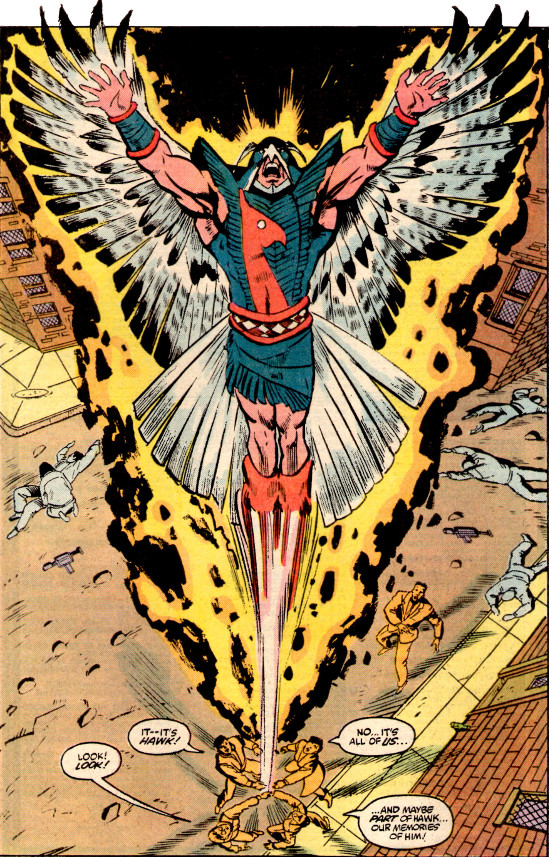 LOOK!
LOOK!
IT--IT'S
HAWK!
NO...IT'S
ALL OF US...
...AND MAYBE
PART OF HAWK...
OUR MEMORIES
OF HIM!